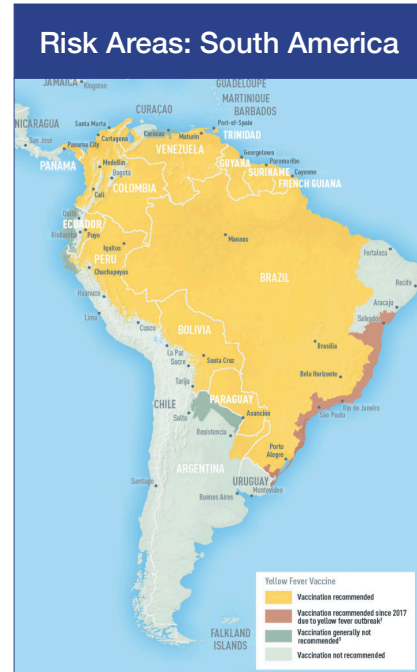 Risk Areas: South America
JAMAICA
Kingston
GUADELOUPE
MARTINIQUE
BARBADOS
CURAÇAO
NICARAGUA
San José
Santa Marta
Cartagena
Caracas
Maturin
Port-of-Spain
TRINIDAD
PANAMA
Panama City
VENEZUELA
Georgetown
Medellín
GUYANA
Paramaribo
Bogotá
SURINAME
Cayenne
COLOMBIA
FRENCH GUIANA
Cali
Quito
ECUADOR
Riobamba
Puyo
Iquitos
Manaus
Fortaleza
PERU
Chachapoyas
BRAZIL
Recife
Huánuco
Aracaju
Lima
Salvador
Cusco
BOLIVIA
Brasilia
La Paz
Santa Cruz
Sucre
Belo Horizonte
Tarija
PARAGUAY
CHILE
Rio de Janeiro
Salta
Asunción
São Paulo
Resistencia
Porto
Alegre
ARGENTINA
Santiago
URUGUAY
Buenos Aires
Montevideo
FALKLAND
ISLANDS
Yellow Fever Vaccine
Vaccination recommended
Vaccination recommended since 2017
due to yellow fever outbreak²
Vaccination generally not
recommended³
Vaccination not recommended